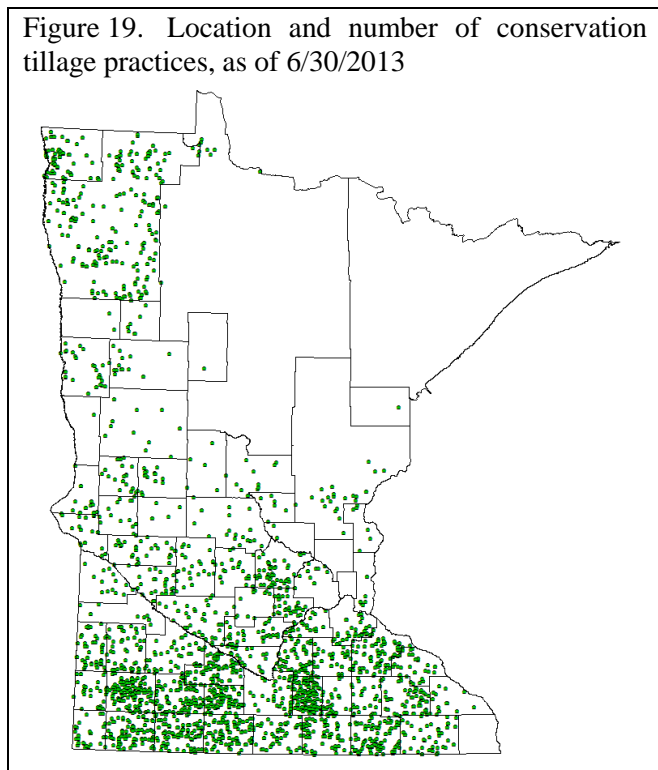 Figure 19. Location and number of conservation
tillage practices, as of 6/30/2013